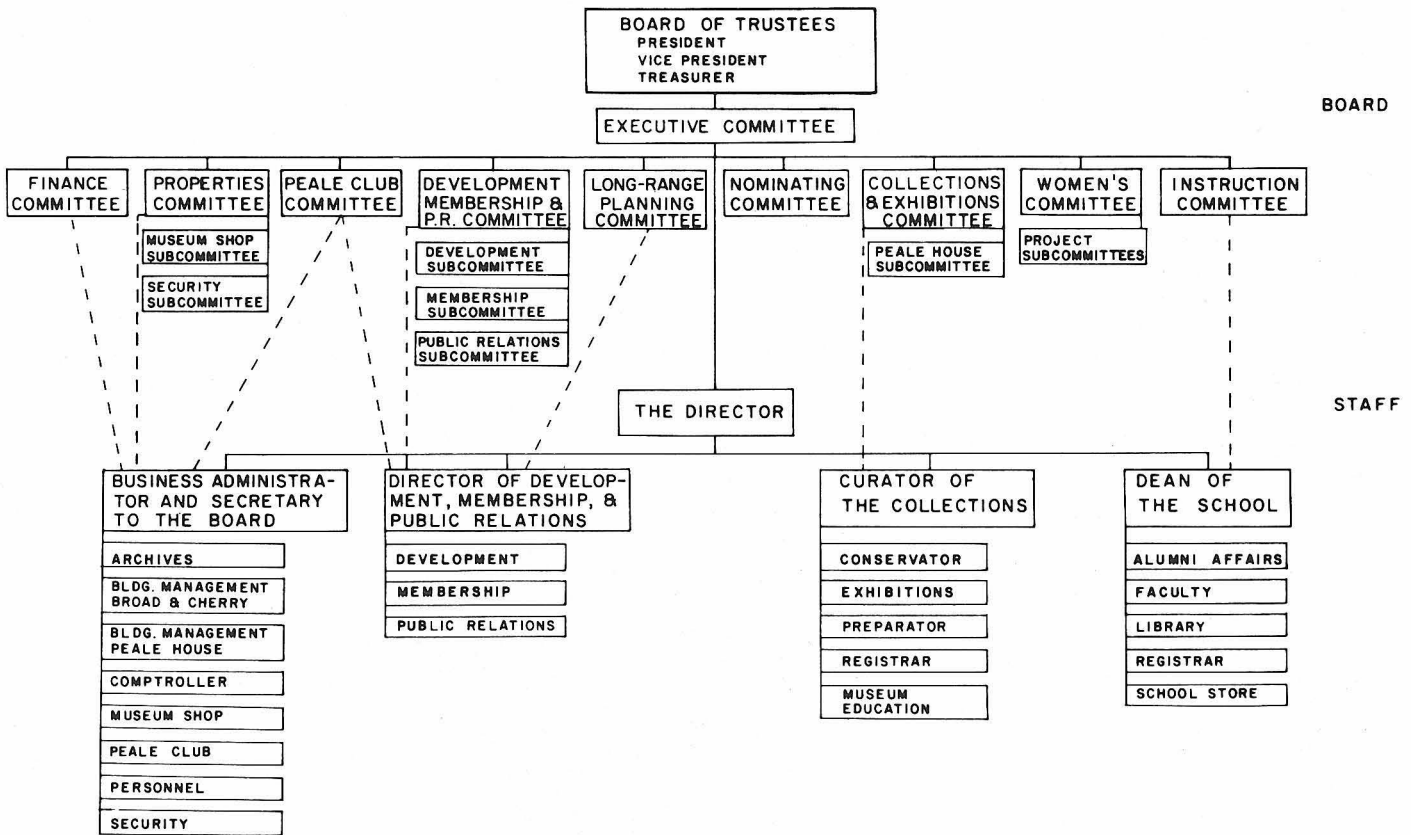 BOARD OF TRUSTEES
PRESIDENT
VICE PRESIDENT
TREASURER
BOARD
EXECUTIVE COMMITTEE
FINANCE
COMMITTEE
PROPERTIES
COMMITTEE
MUSEUM SHOP
SUBCOMMITTEE
SECURITY
SUBCOMMITTEE
PEALE CLUB
COMMITTEE
DEVELOPMENT
MEMBERSHIP &
P.R. COMMITTEE
DEVELOPMENT
SUBCOMMITTEE
MEMBERSHIP
SUBCOMMITTEE
PUBLIC RELATIONS
SUBCOMMITTEE
LONG-RANGE
PLANNING
COMMITTEE
NOMINATING
COMMITTEE
COLLECTIONS
& EXHIBITIONS
COMMITTEE
PEALE HOUSE
SUBCOMMITTEE
WOMEN'S
COMMITTEE
PROJECT
SUBCOMMITTEES
INSTRUCTION
COMMITTEE
THE DIRECTOR
STAFF
BUSINESS ADMINISTRA-
TOR AND SECRETARY
TO THE BOARD
ARCHIVES
BLDG. MANAGEMENT
BROAD & CHERRY
BLDG. MANAGEMENT
PEALE HOUSE
COMPTROLLER
MUSEUM SHOP
PEALE CLUB
PERSONNEL
SECURITY
DIRECTOR OF DEVELOP-
MENT, MEMBERSHIP, &
PUBLIC RELATIONS
DEVELOPMENT
MEMBERSHIP
PUBLIC RELATIONS
CURATOR OF
THE COLLECTIONS
CONSERVATOR
EXHIBITIONS
PREPARATOR
REGISTRAR
MUSEUM
EDUCATION
DEAN OF
THE SCHOOL
ALUMNI AFFAIRS
FACULTY
LIBRARY
REGISTRAR
SCHOOL STORE